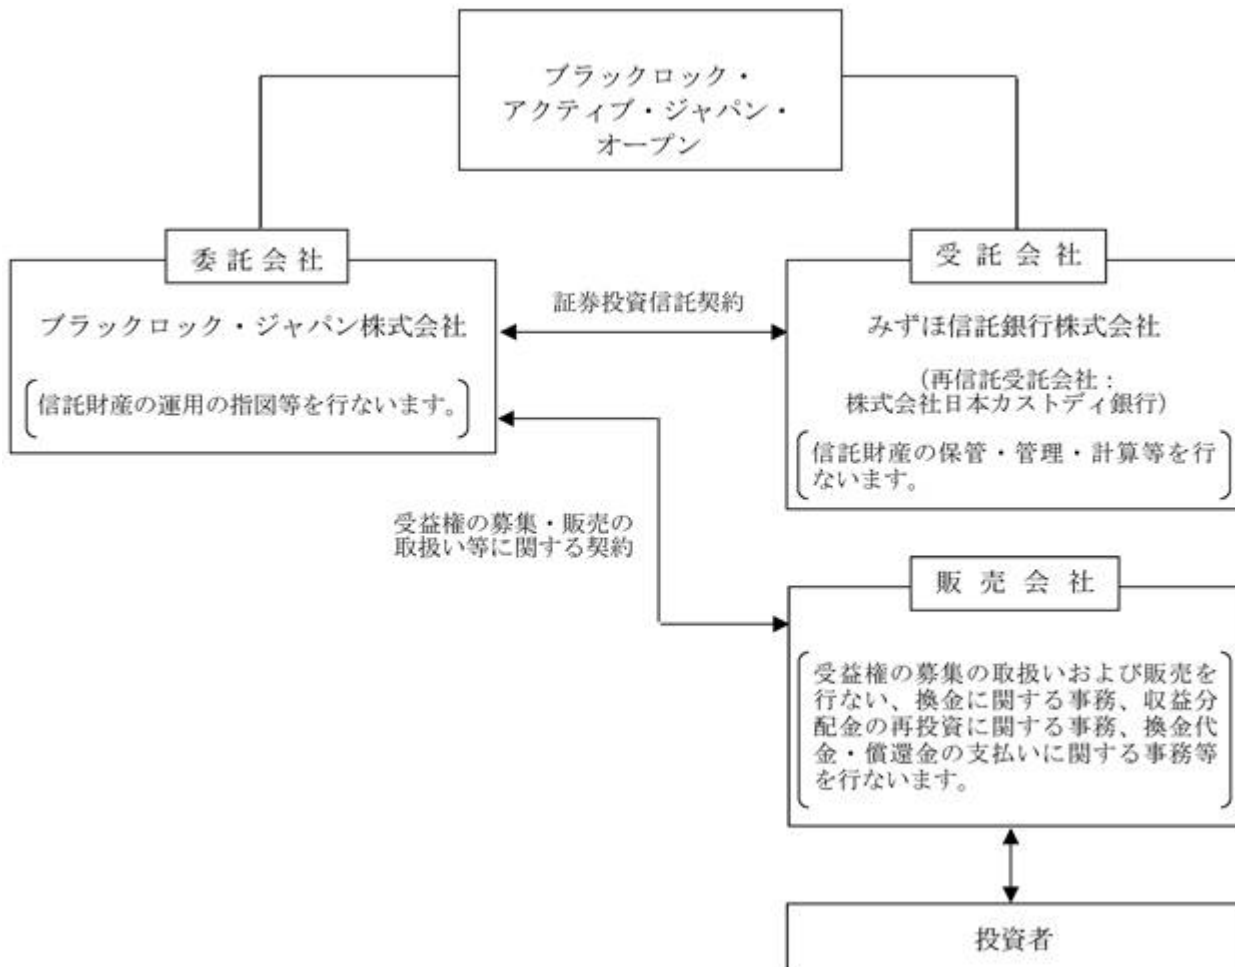 ブラックロック・
アクティブ・ジャパン・
オープン
委託会社
ブラックロック・ジャパン株式会社
信託財産の運用の指図等を行ないます。
証券投資信託契約
受託会社
みずほ信託銀行株式会社
(再信託受託会社:
株式会社日本カストディ銀行)
信託財産の保管・管理・計算等を行
ないます。
受益権の募集・販売の
取扱い等に関する契約
販売会社
受益権の募集の取扱いおよび販売を
行ない、換金に関する事務、収益分
配金の再投資に関する事務、換金代
金・償還金の支払いに関する事務等
を行ないます。
投資者